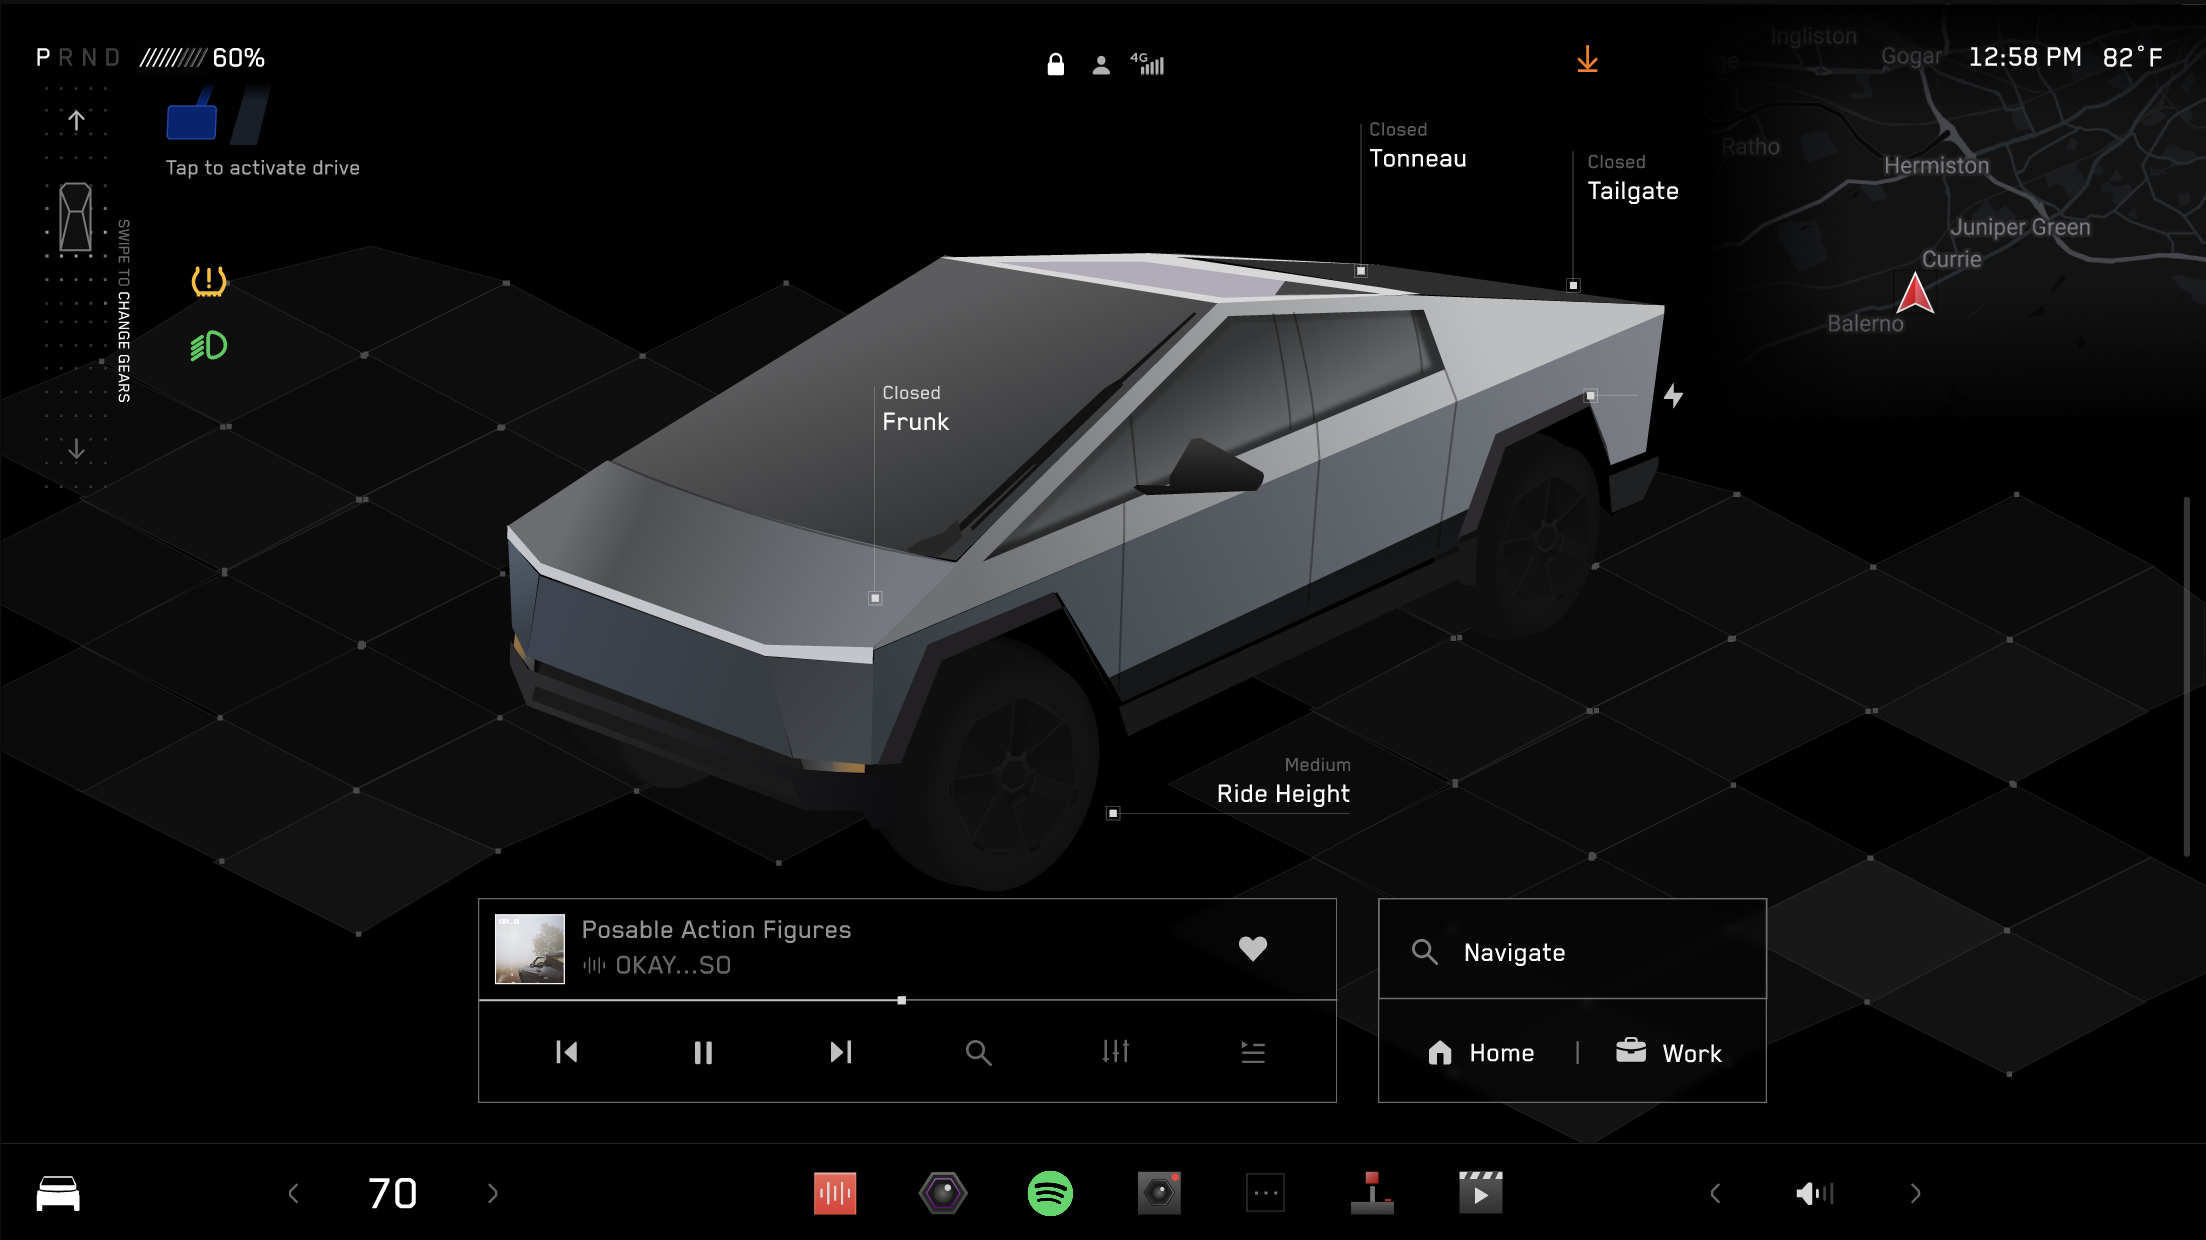 P R N D
60%
4G
12:58 PM 82°F
Ingliston
Gogar
Ratho
Hermiston
Juniper Green
Currie
Balerno
Tap to activate drive
SWIPE TO CHANGE GEARS
Closed
Tonneau
Closed
Tailgate
Closed
Frunk
Medium
Ride Height
Posable Action Figures
OKAY...SO
Navigate
Home | Work
70